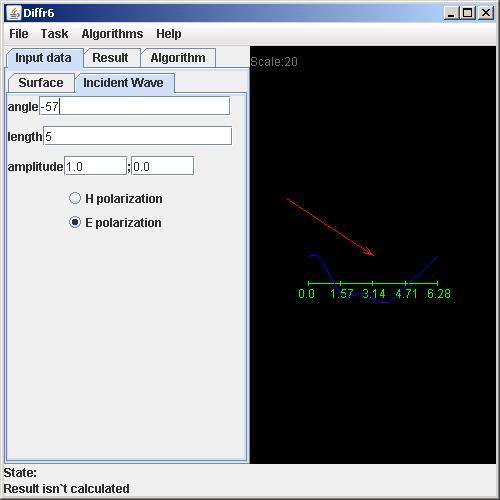 Diffr6
File Task Algorithms Help
Input data Result Algorithm
Surface Incident Wave
angle -57
length 5
amplitude 1.0 ; 0.0
H polarization
E polarization
Scale:20
0.0 1.57 3.14 4.71 6.28
State:
Result isn`t calculated